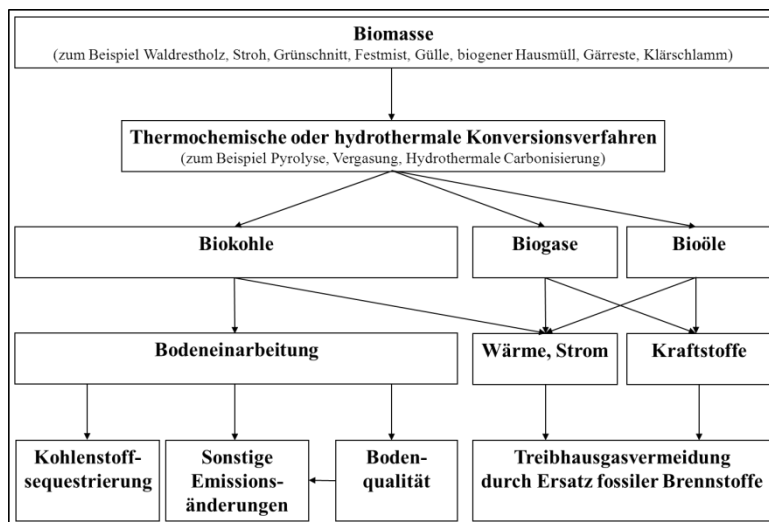 Biomasse
(zum Beispiel Waldrestholz, Stroh, Grünschnitt, Festmist, Gülle, biogener Hausmüll, Gärreste, Klärschlamm)
Thermochemische oder hydrothermale Konversionsverfahren
(zum Beispiel Pyrolyse, Vergasung, Hydrothermale Carbonisierung)
Biokohle
Biogase
Bioöle
Bodeneinarbeitung
Wärme, Strom
Kraftstoffe
Kohlenstoff-
sequestrierung
Sonstige
Emissions-
änderungen
Boden-
qualität
Treibhausgasvermeidung
durch Ersatz fossiler Brennstoffe